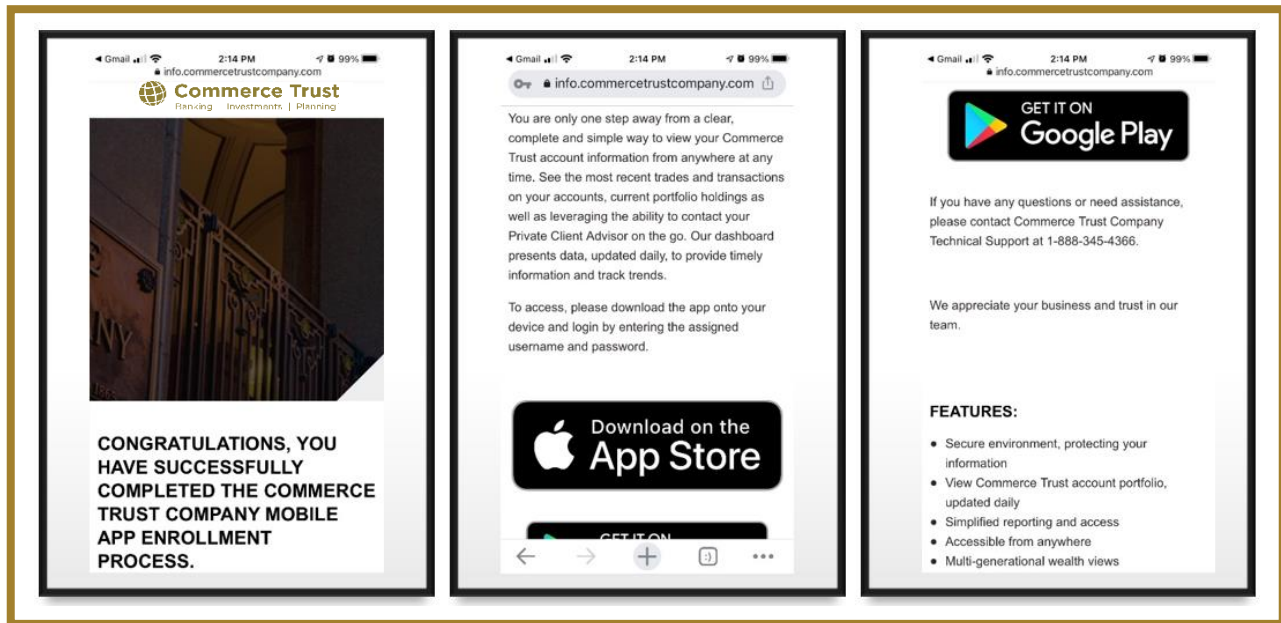 ◄ Gmail 2:14 PM 99%
info.commercetrustcompany.com
Commerce Trust
Banking Investments | Planning
NY
CONGRATULATIONS, YOU
HAVE SUCCESSFULLY
COMPLETED THE COMMERCE
TRUST COMPANY MOBILE
APP ENROLLMENT
PROCESS.
◄ Gmail 2:14 PM 99%
info.commercetrustcompany.com
You are only one step away from a clear,
complete and simple way to view your Commerce
Trust account information from anywhere at any
time. See the most recent trades and transactions
on your accounts, current portfolio holdings as
well as leveraging the ability to contact your
Private Client Advisor on the go. Our dashboard
presents data, updated daily, to provide timely
information and track trends.
To access, please download the app onto your
device and login by entering the assigned
username and password.
Download on the
App Store
GET IT ON
:)
◄ Gmail 2:14 PM 99%
info.commercetrustcompany.com
GET IT ON
Google Play
If you have any questions or need assistance,
please contact Commerce Trust Company
Technical Support at 1-888-345-4366.
We appreciate your business and trust in our
team.
FEATURES:
● Secure environment, protecting your
information
● View Commerce Trust account portfolio,
updated daily
● Simplified reporting and access
● Accessible from anywhere
● Multi-generational wealth views